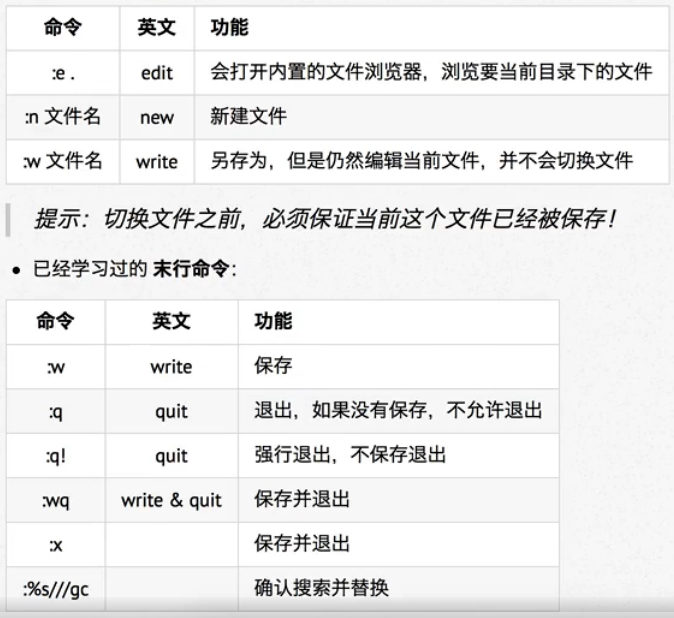 命令 英文 功能
:e . edit 会打开内置的文件浏览器，浏览要当前目录下的文件
:n 文件名 new 新建文件
:w 文件名 write 另存为，但是仍然编辑当前文件，并不会切换文件
提示：切换文件之前，必须保证当前这个文件已经被保存！
• 已经学习过的 末行命令：
命令 英文 功能
:w write 保存
:q quit 退出，如果没有保存，不允许退出
:q! quit 强行退出，不保存退出
:wq write & quit 保存并退出
:x 保存并退出
:%s///gc 确认搜索并替换